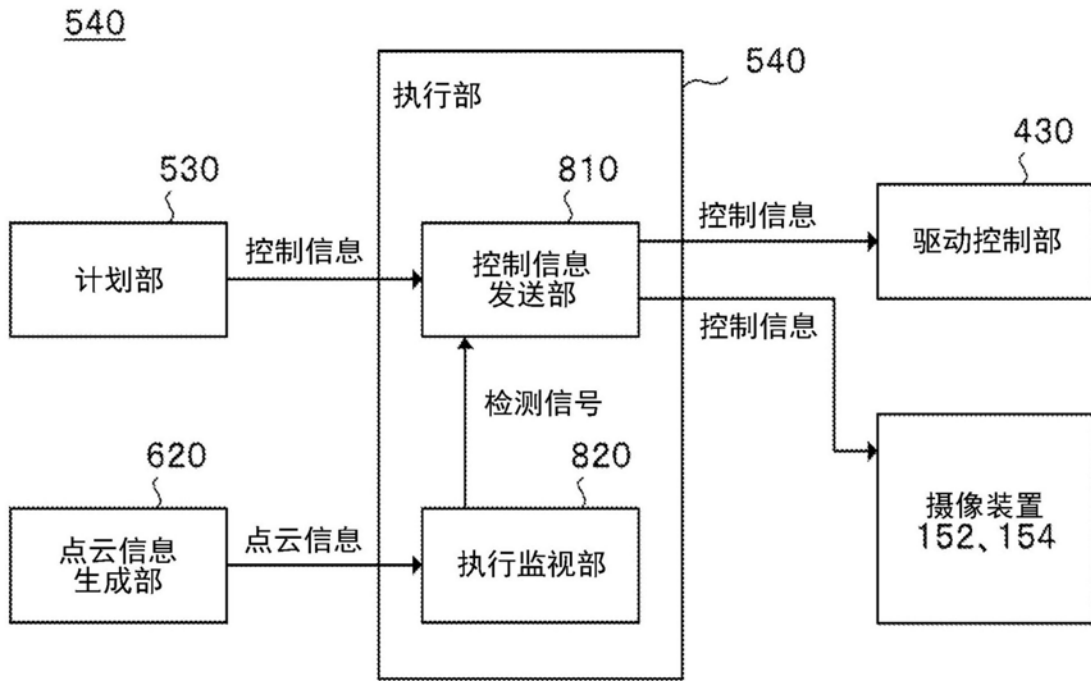 540
执行部
540
530
810
430
计划部
控制信息
控制信息
发送部
控制信息
驱动控制部
控制信息
检测信号
620
820
点云信息
生成部
点云信息
执行监视部
摄像装置
152、154